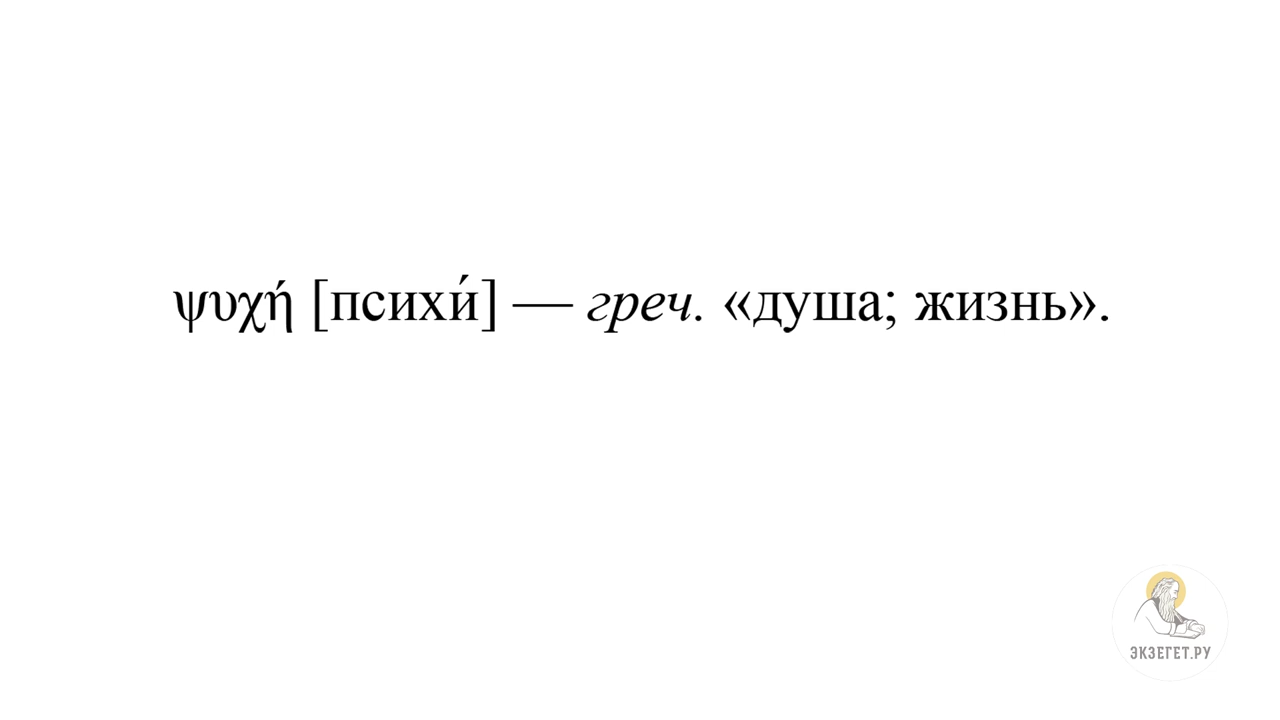 ψυχή [психи́] — греч. «душа; жизнь».
ЭКЗЕГЕТ.РУ